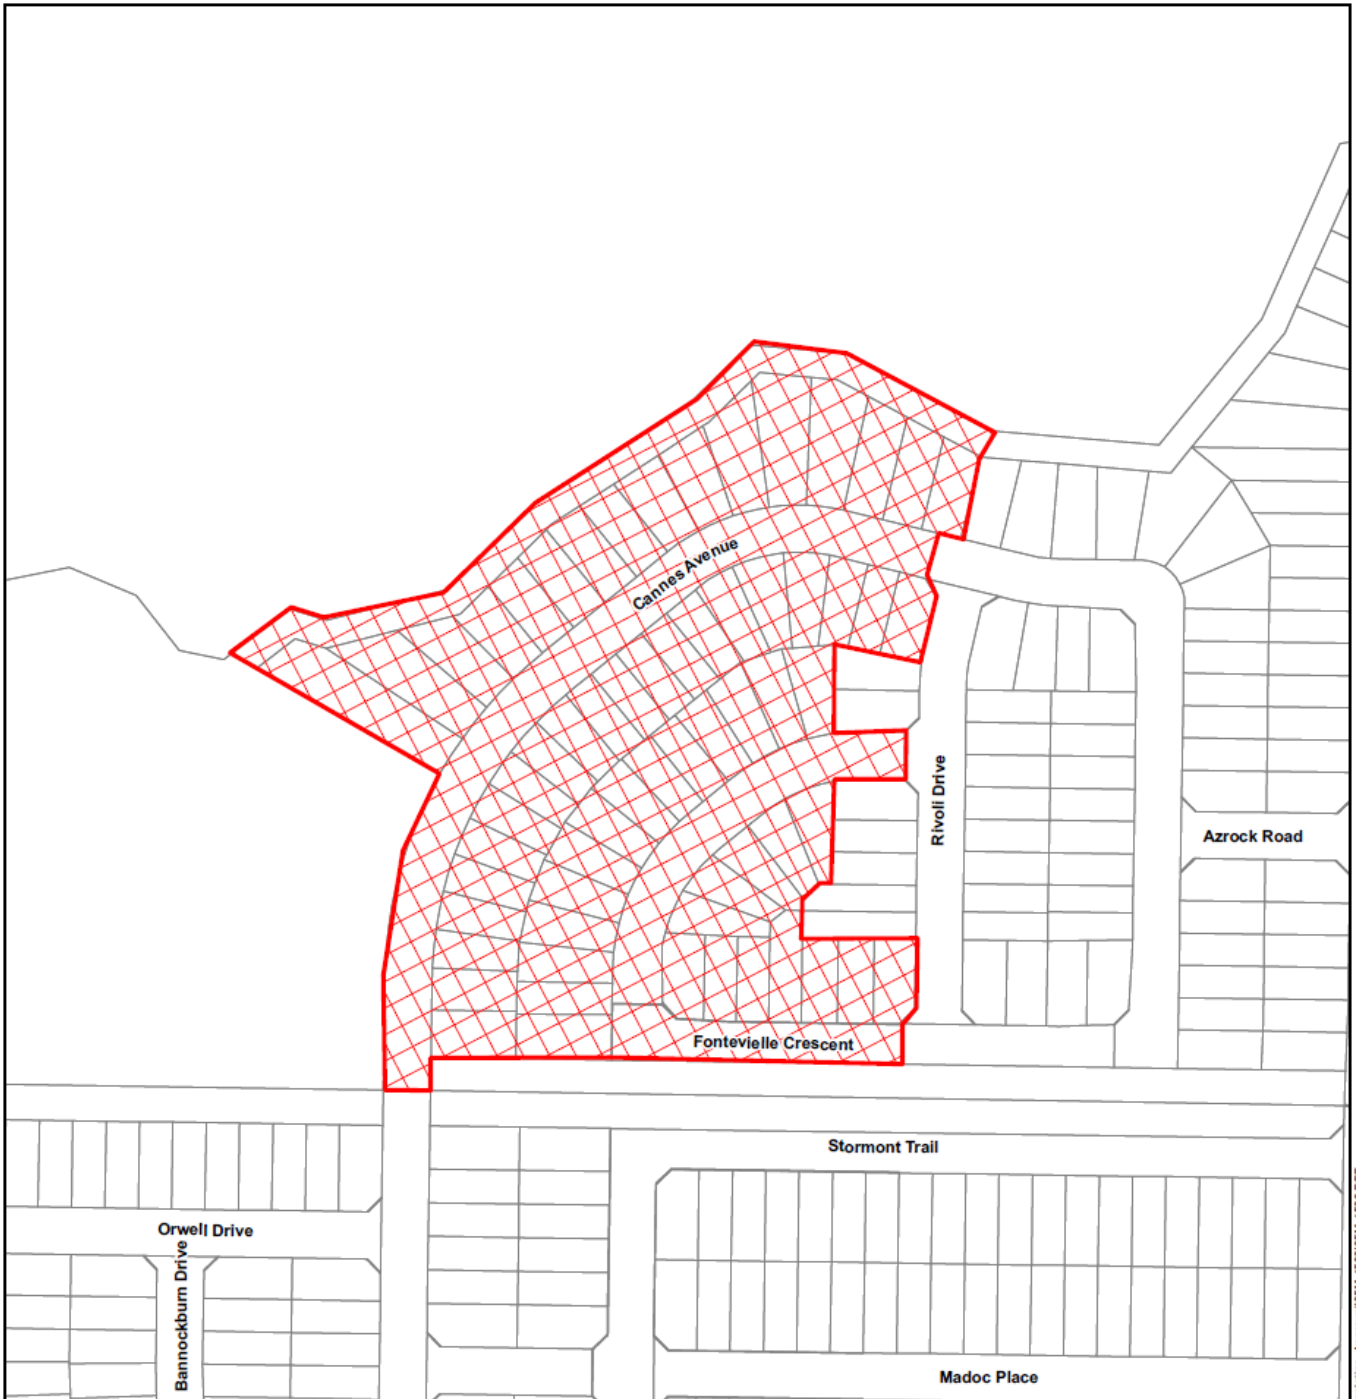 Cannes Avenue
Rivoli Drive
Azrock Road
Fontevielle Crescent
Stormont Trail
Orwell Drive
Bannockburn Drive
Madoc Place